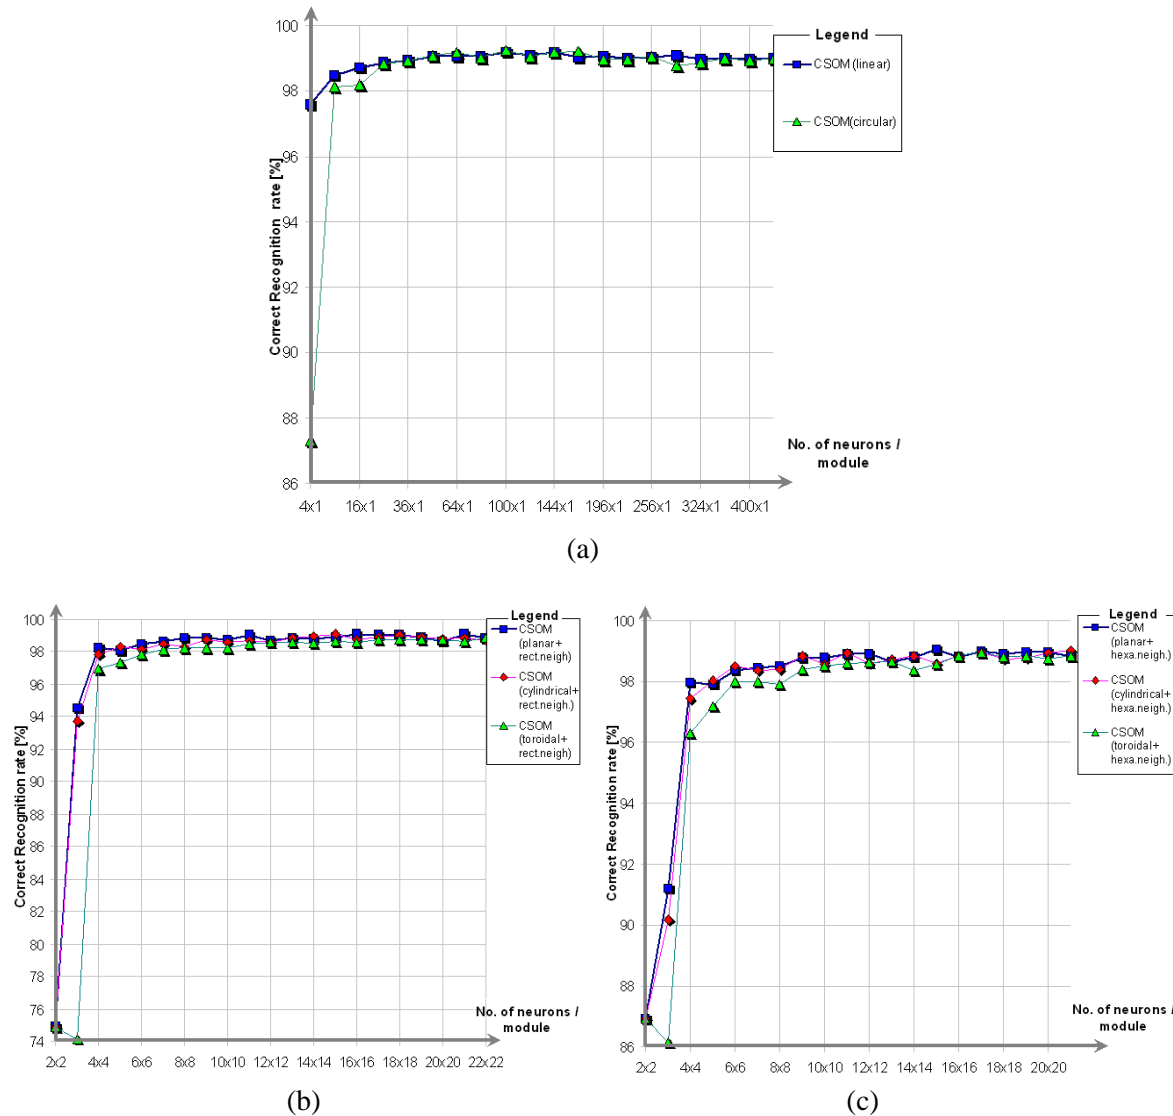 100
98
96
94
92
90
88
86
Correct Recognition rate [%]
4x1
16x1
36x1
64x1
100x1
144x1
196x1
256x1
324x1
400x1
No. of neurons /
module
Legend
CSOM (linear)
CSOM(circular)
(a)
100
98
96
94
92
90
88
86
84
82
80
78
76
74
Correct Recognition rate [%]
2x2
4x4
6x6
8x8
10x10
12x12
14x14
16x16
18x18
20x20
22x22
No. of neurons /
module
Legend
CSOM
(planar+
rect.neigh)
CSOM
(cylindrical+
rect.neigh.)
CSOM
(toroidal+
rect.neigh)
(b)
100
98
96
94
92
90
88
86
Correct Recognition rate [%]
2x2
4x4
6x6
8x8
10x10
12x12
14x14
16x16
18x18
20x20
No. of neurons /
module
Legend
CSOM
(planar+
hexa.neigh.)
CSOM
(cylindrical+
hexa.neigh.)
CSOM
(toroidal+
hexa.neigh.)
(c)